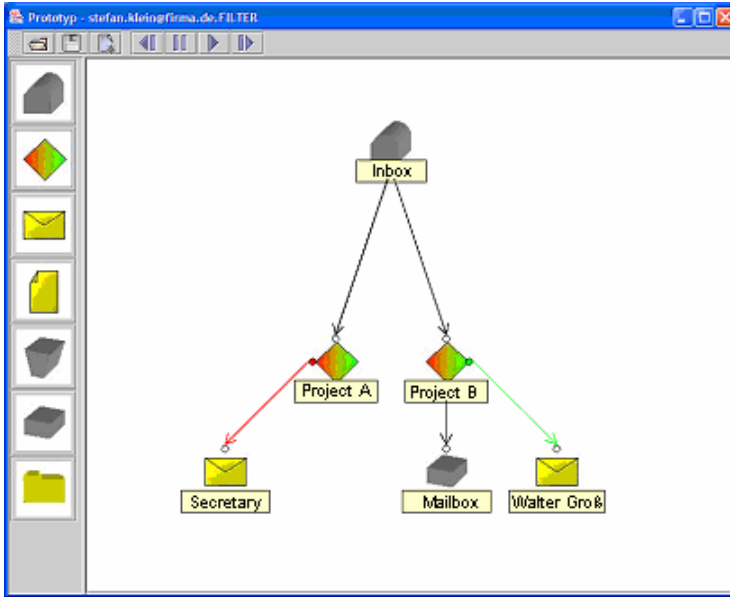 Prototyp - stefan.klein@firma.de.FILTER
Inbox
Project A
Project B
Secretary
Mailbox
Walter Groß